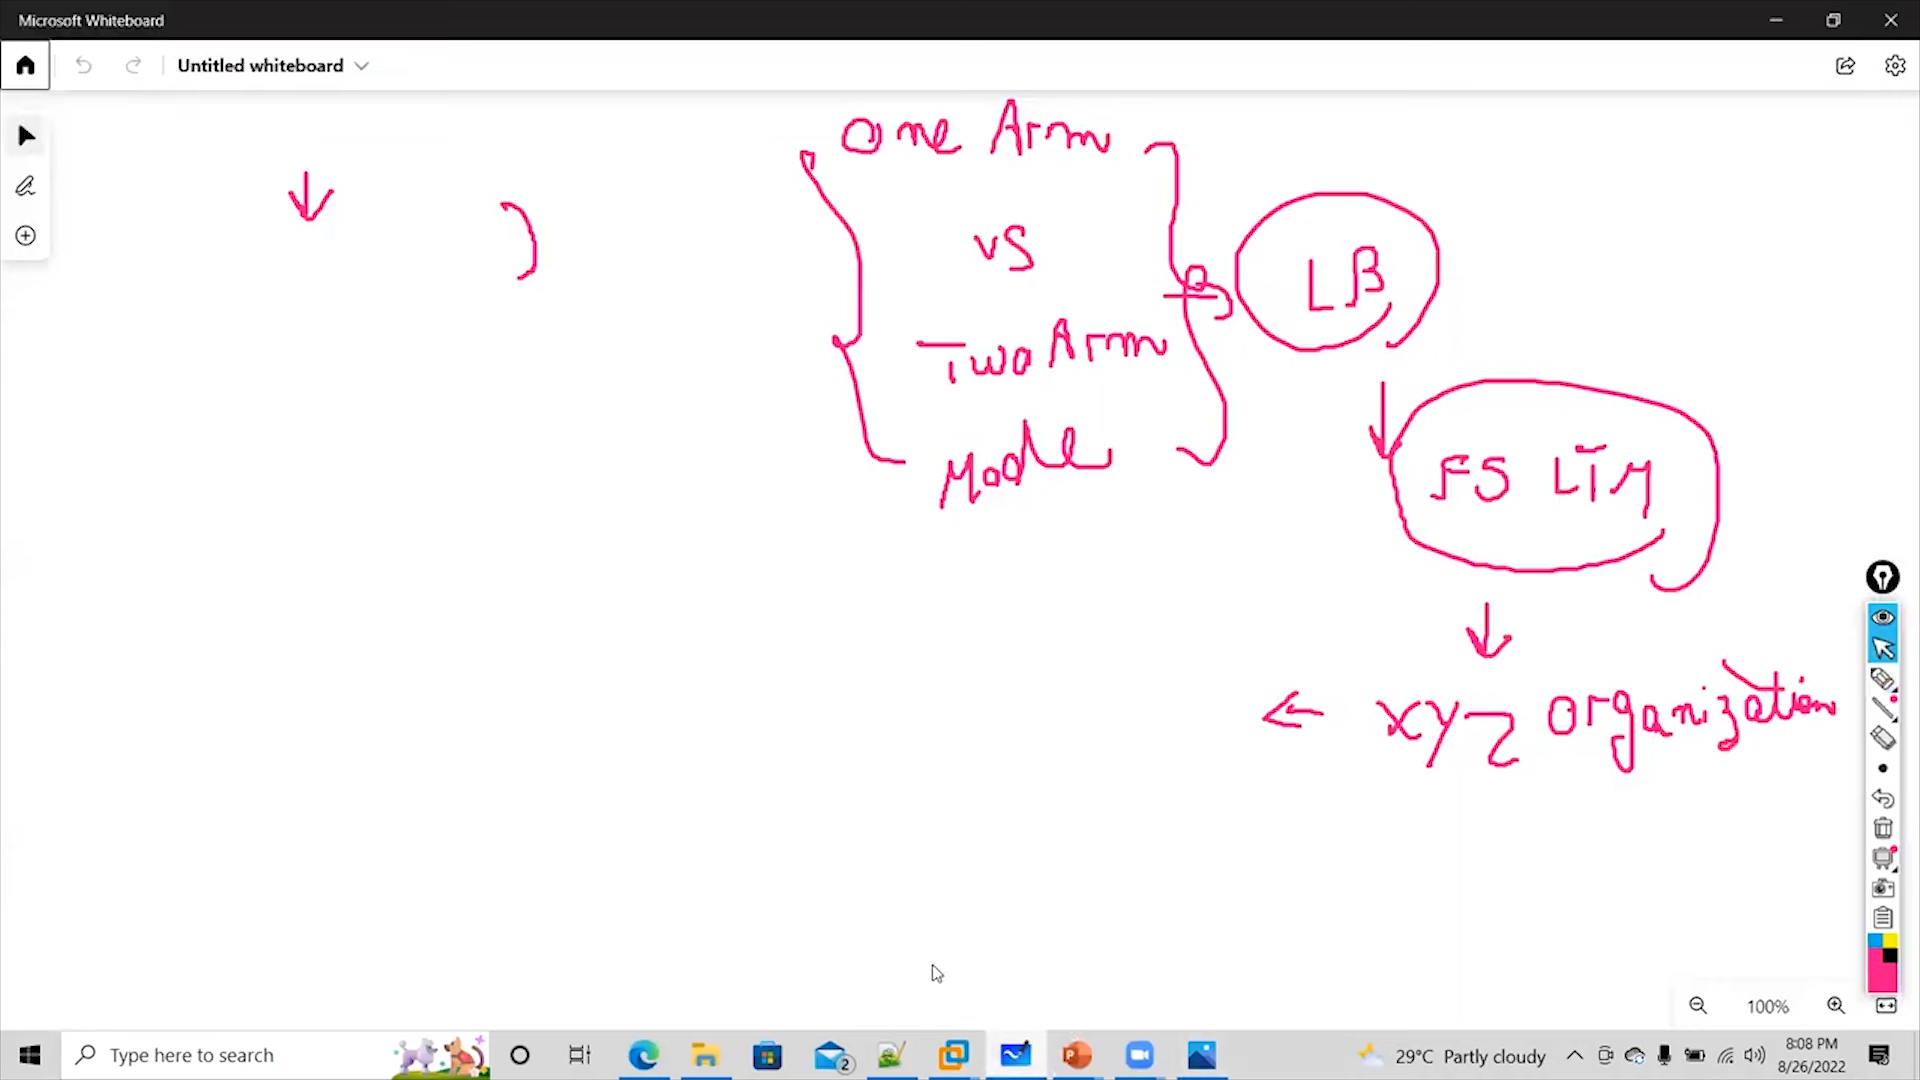 Microsoft Whiteboard
Untitled whiteboard
One Arm
vs
Two Arm
Mode
LB
F5 LTM
XYZ Organization
100%
Type here to search
2
29°C Partly cloudy
8:08 PM
8/26/2022